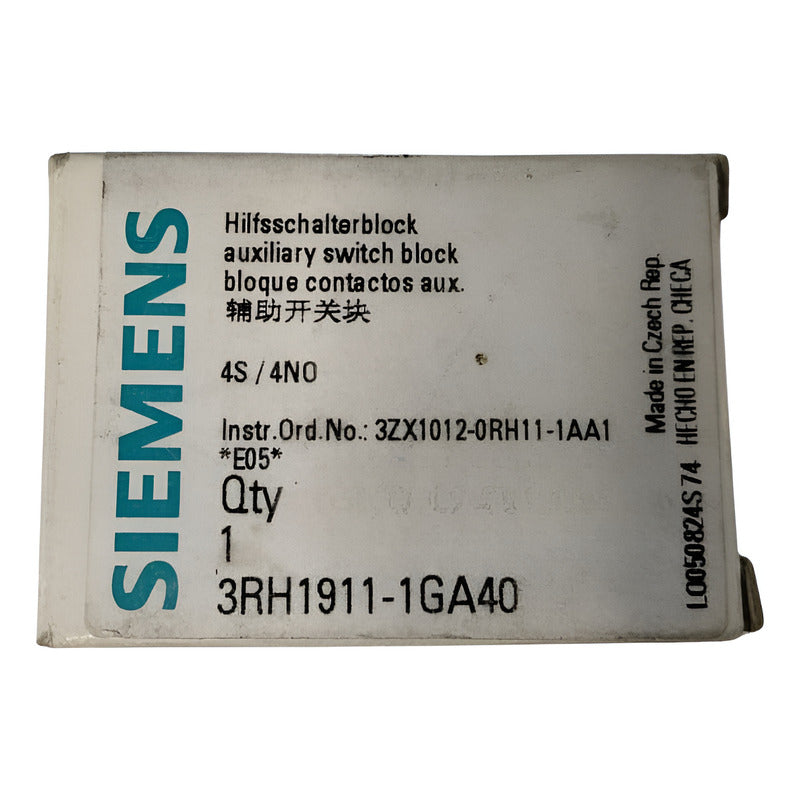 SIEMENS
Hilfsschalterblock
auxiliary switch block
bloque contactos aux.
辅助开关块
4S / 4NO
Instr.Ord.No.: 3ZX1012-0RH11-1AA1
*E05*
Qty
1
3RH1911-1GA40
Made in Czech Rep.
HECHO EN REP. CHECA
L0050824S74